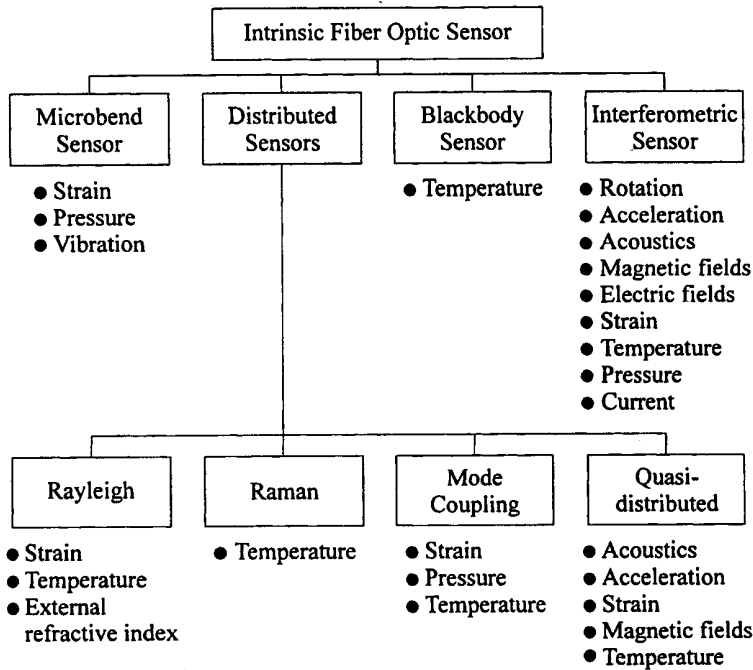 Intrinsic Fiber Optic Sensor
Microbend
Sensor
● Strain
● Pressure
● Vibration
Distributed
Sensors
Blackbody
Sensor
● Temperature
Interferometric
Sensor
● Rotation
● Acceleration
● Acoustics
● Magnetic fields
● Electric fields
● Strain
● Temperature
● Pressure
● Current
Rayleigh
● Strain
● Temperature
● External
refractive index
Raman
● Temperature
Mode
Coupling
● Strain
● Pressure
● Temperature
Quasi-
distributed
● Acoustics
● Acceleration
● Strain
● Magnetic fields
● Temperature